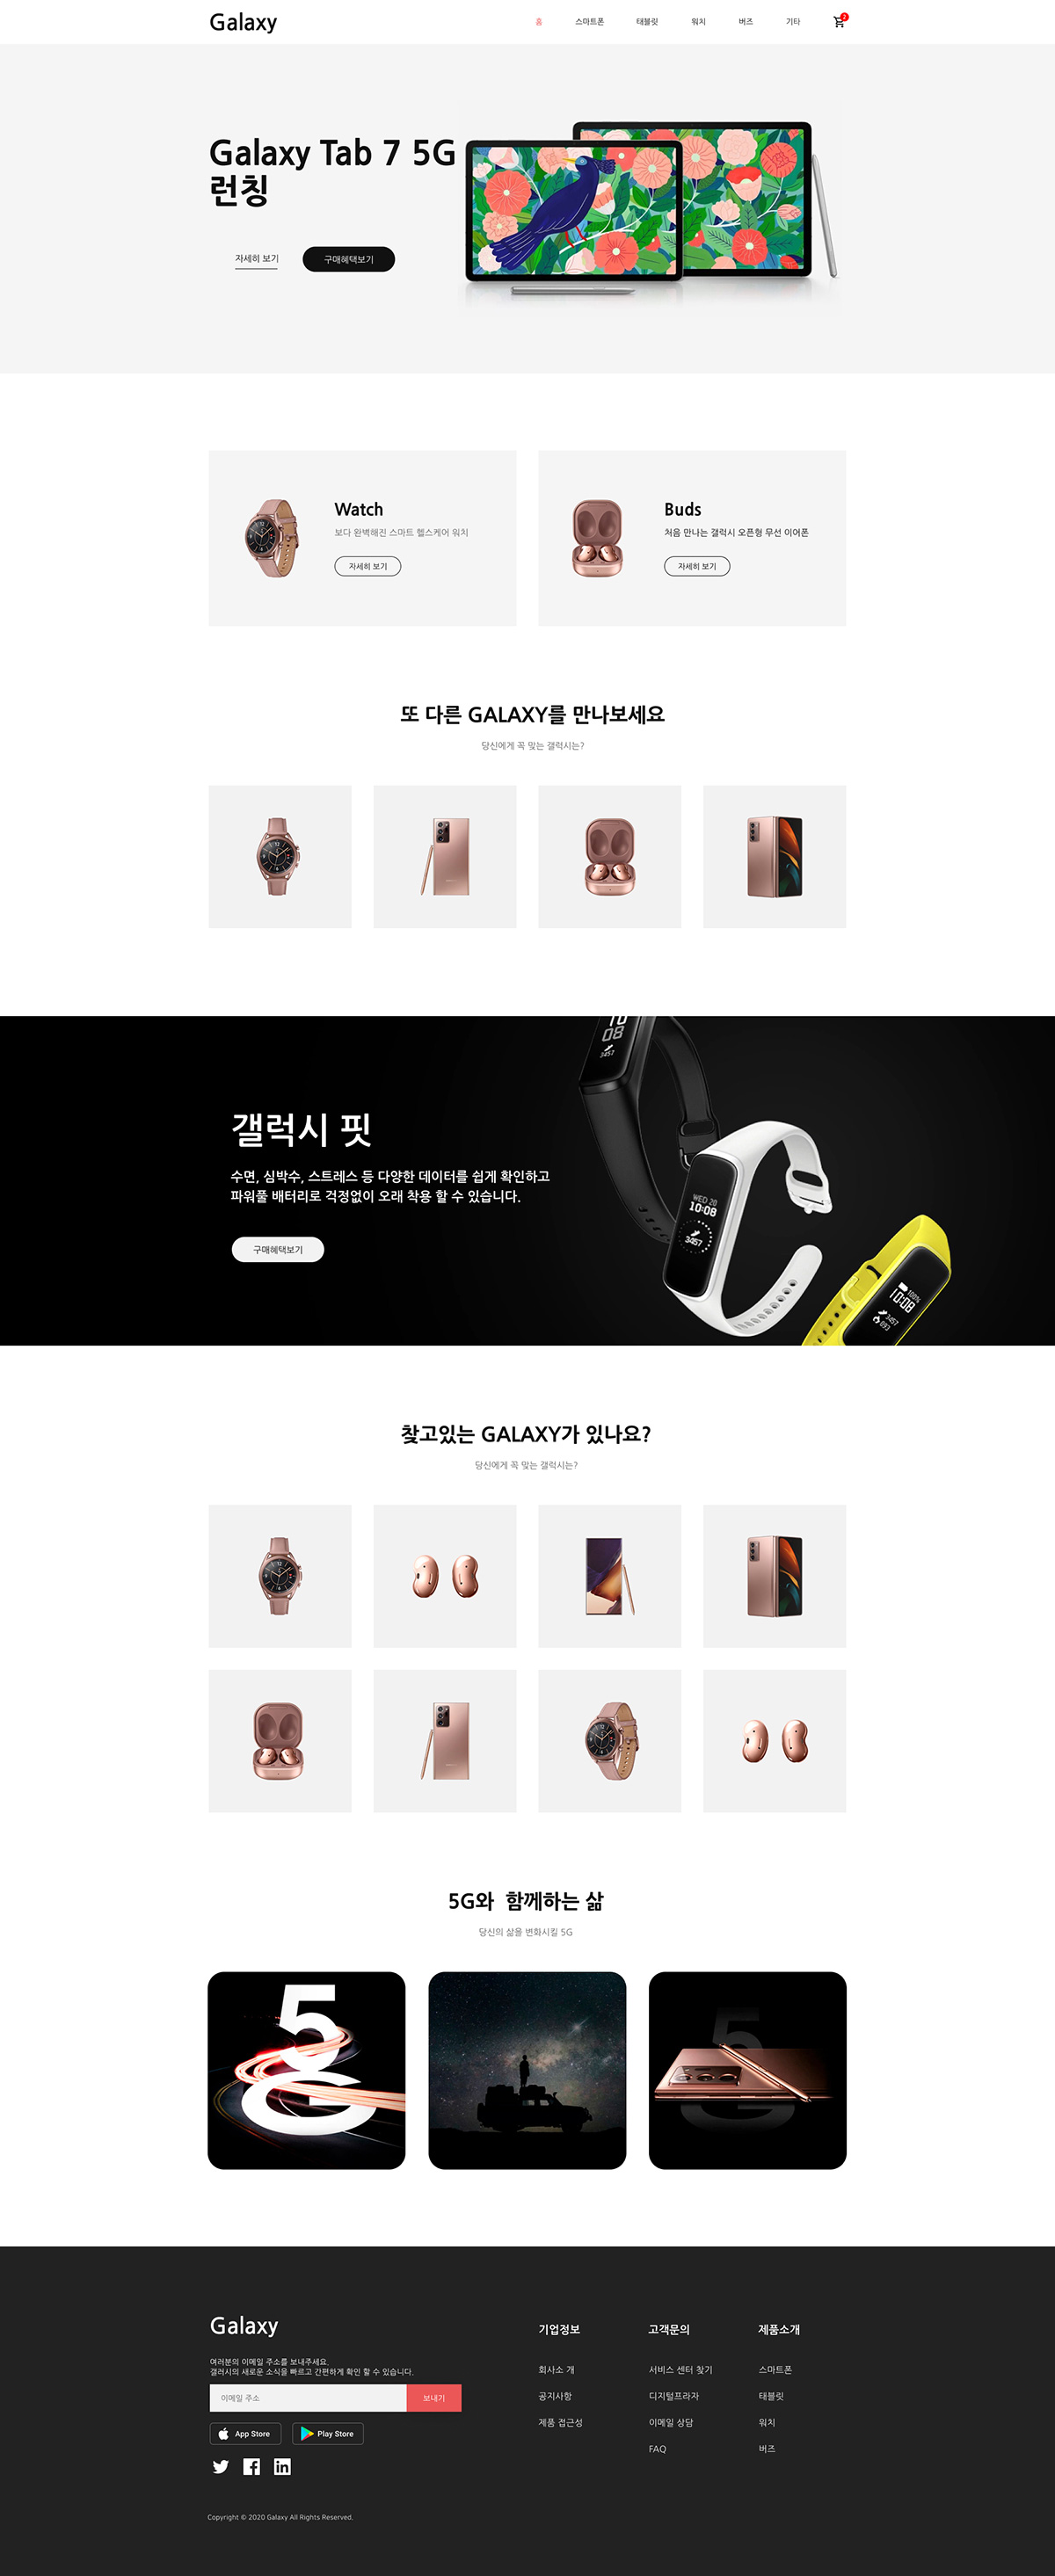 Galaxy
홈
스마트폰
태블릿
워치
버즈
기타
2
Galaxy Tab 7 5G
런칭
자세히 보기
구매혜택보기
Watch
보다 완벽해진 스마트 헬스케어 워치
자세히 보기
Buds
처음 만나는 갤럭시 오픈형 무선 이어폰
자세히 보기
또 다른 GALAXY를 만나보세요
당신에게 꼭 맞는 갤럭시는?
08
3457
갤럭시 핏
수면, 심박수, 스트레스 등 다양한 데이터를 쉽게 확인하고
파워풀 배터리로 걱정없이 오래 착용 할 수 있습니다.
구매혜택보기
WED 20
10:08
3457
100%
10:08
3457
893
찾고있는 GALAXY가 있나요?
당신에게 꼭 맞는 갤럭시는?
5G와 함께하는 삶
당신의 삶을 변화시킬 5G
5G
5G
Galaxy
여러분의 이메일 주소를 보내주세요.
갤러시의 새로운 소식을 빠르고 간편하게 확인 할 수 있습니다.
이메일 주소
보내기
App Store
Play Store
Copyright © 2020 Galaxy All Rights Reserved.
기업정보
회사소 개
공지사항
제품 접근성
고객문의
서비스 센터 찾기
디지털프라자
이메일 상담
FAQ
제품소개
스마트폰
태블릿
워치
버즈